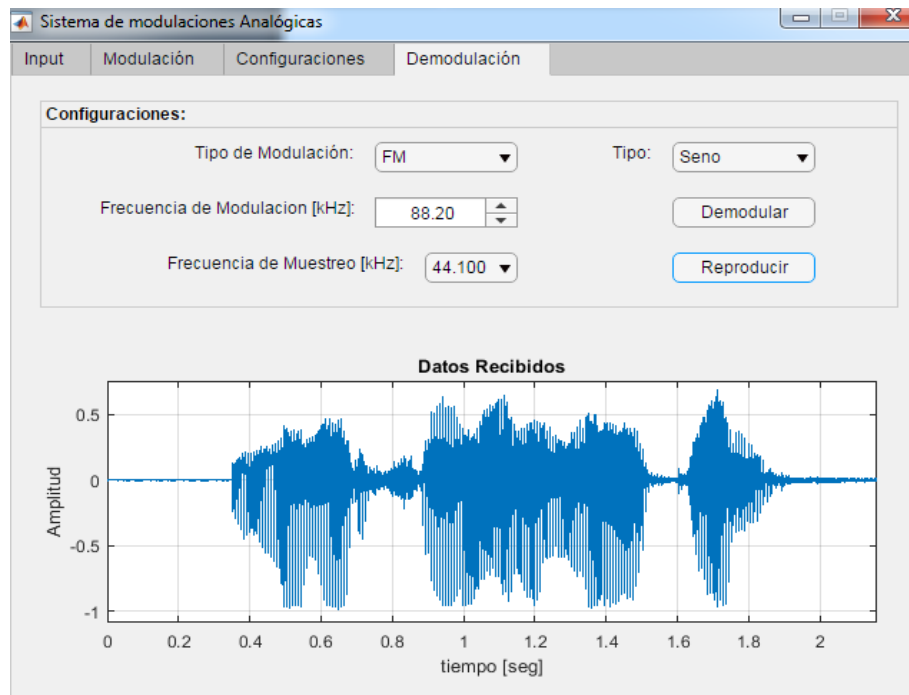 Sistema de modulaciones Analógicas
Input Modulación Configuraciones Demodulación
Configuraciones:
Tipo de Modulación: FM Tipo: Seno
Frecuencia de Modulacion [kHz]: 88.20 Demodular
Frecuencia de Muestreo [kHz]: 44.100 Reproducir
Datos Recibidos
0.5
0
-0.5
-1
Amplitud
0 0.2 0.4 0.6 0.8 1 1.2 1.4 1.6 1.8 2
tiempo [seg]